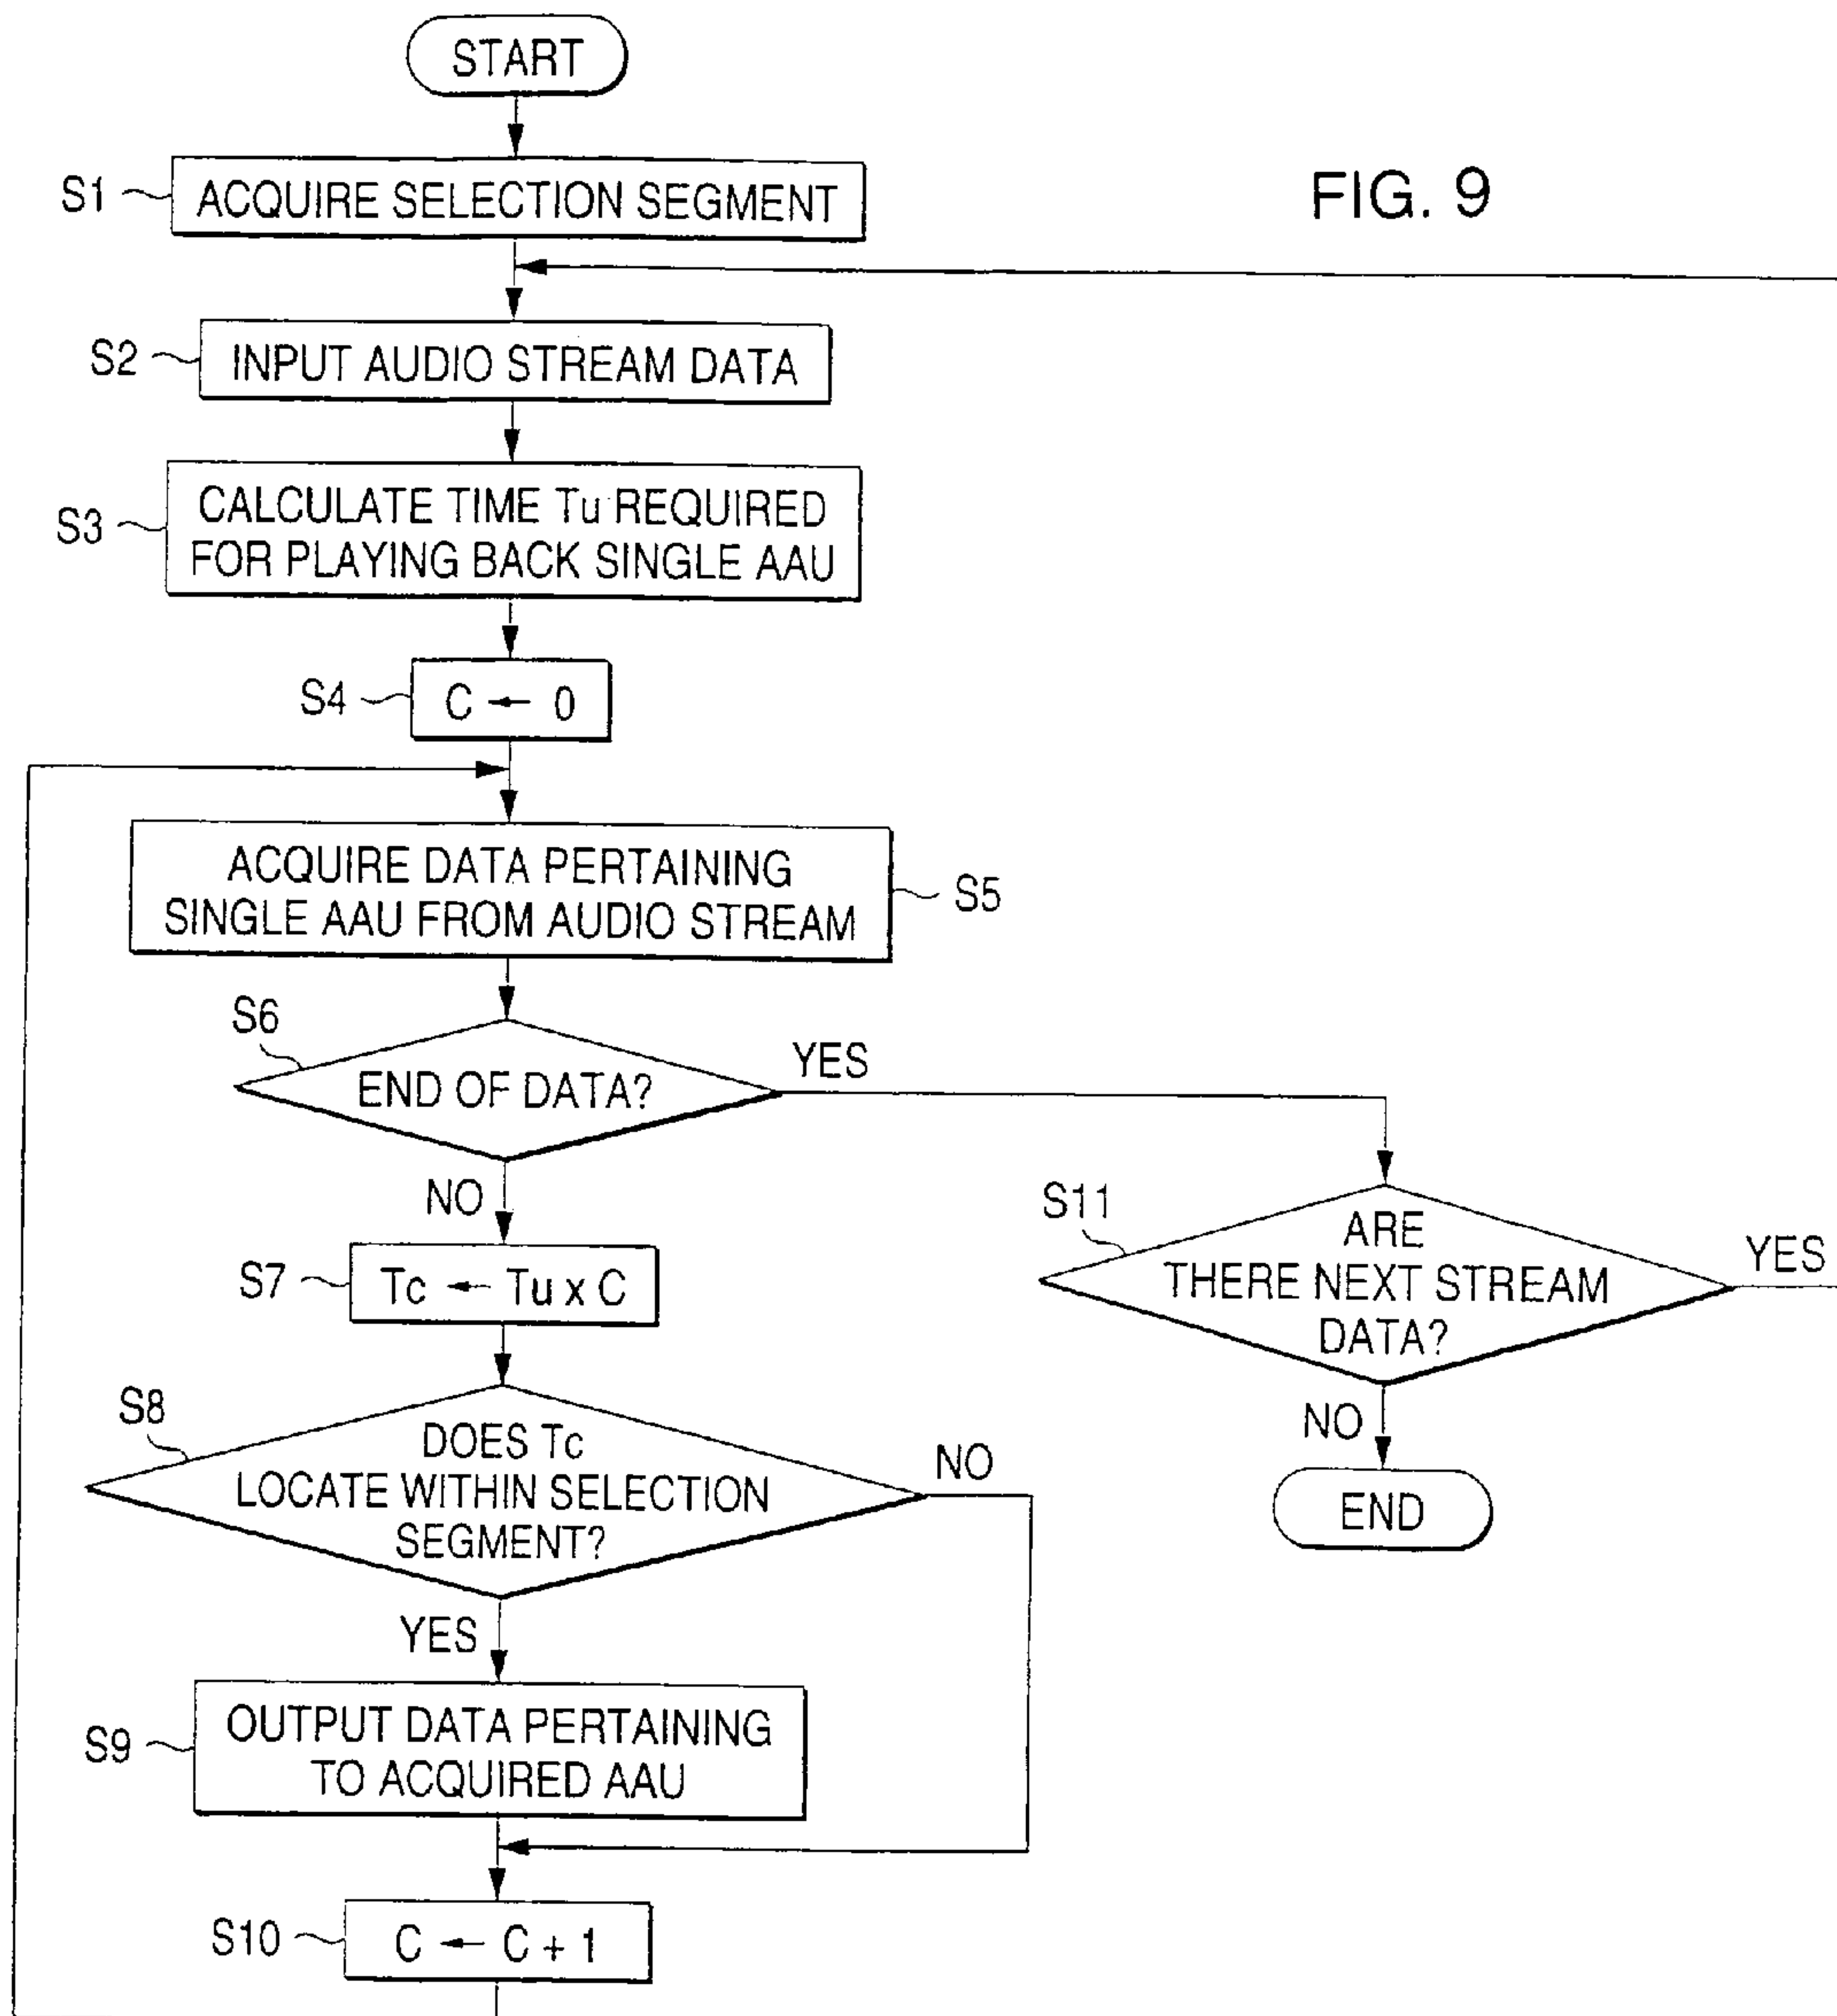 START
FIG. 9
S1
ACQUIRE SELECTION SEGMENT
S2
INPUT AUDIO STREAM DATA
S3
CALCULATE TIME Tu REQUIRED
FOR PLAYING BACK SINGLE AAU
S4
C ← 0
ACQUIRE DATA PERTAINING
SINGLE AAU FROM AUDIO STREAM
S5
S6
END OF DATA?
YES
NO
S7
Tc ← Tu x C
S11
ARE
THERE NEXT STREAM
DATA?
YES
NO
END
S8
DOES Tc
LOCATE WITHIN SELECTION
SEGMENT?
NO
YES
S9
OUTPUT DATA PERTAINING
TO ACQUIRED AAU
S10
C ← C + 1